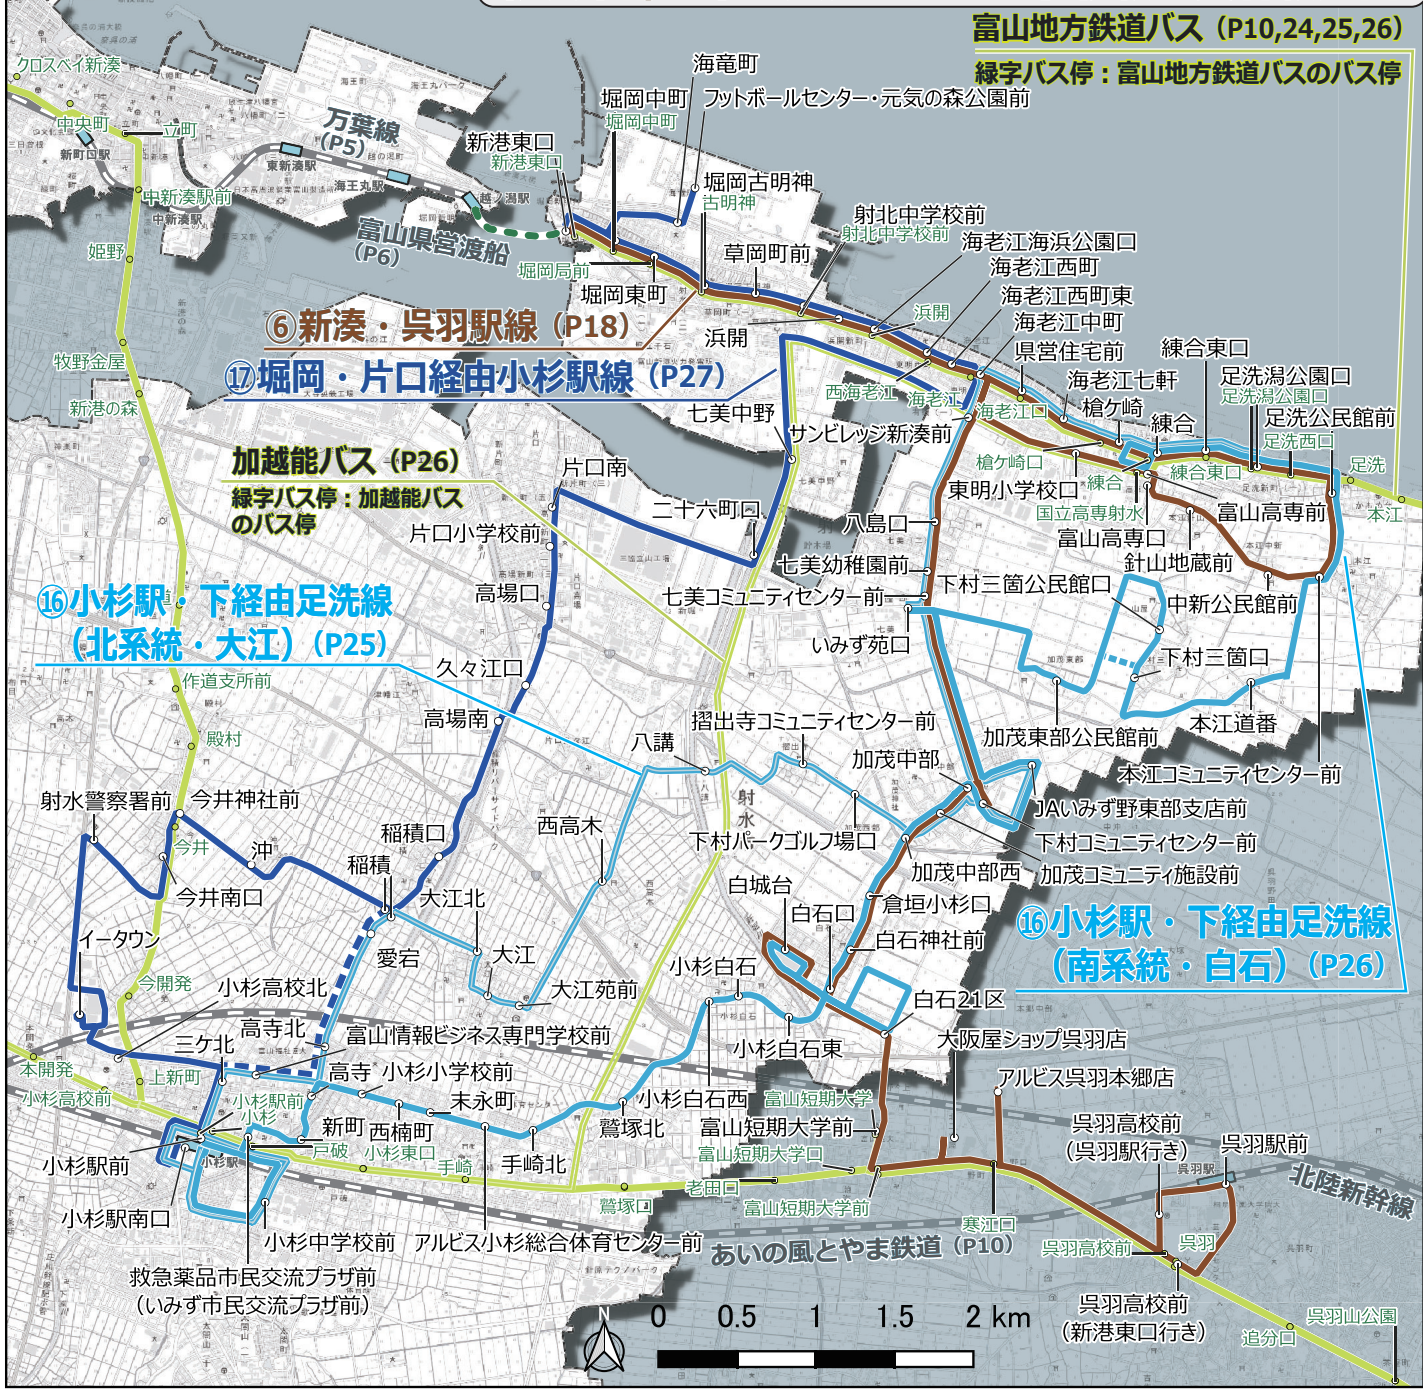 富山地方鉄道バス（P10,24,25,26）
緑字バス停：富山地方鉄道バスのバス停
クロスベイ新湊
中央町
立町
新町口駅
万葉線
（P5）
東新湊駅
海王丸駅
越ノ潟駅
中新湊駅前
中新湊駅
姫野
富山県営渡船
（P6）
海竜町
フットボールセンター・元気の森公園前
堀岡中町
堀岡中町
新港東口
新港東口
堀岡古明神
古明神
射北中学校前
射北中学校前
海老江海浜公園口
草岡町前
海老江西町
堀岡局前
堀岡東町
海老江西町東
⑥新湊・呉羽駅線（P18）
浜開
浜開
海老江中町
県営住宅前
練合東口
牧野金屋
⑰堀岡・片口経由小杉駅線（P27）
西海老江
海老江
海老江七軒
足洗潟公園口
足洗潟公園口
新港の森
七美中野
サンビレッジ新湊前
海老江口
槍ケ崎
練合
足洗公民館前
足洗西口
加越能バス（P26）
緑字バス停：加越能バス
のバス停
片口南
槍ケ崎口
練合東口
足洗
東明小学校口
練合
国立高専射水
富山高専前
本江
二十六町口
八島口
富山高専口
片口小学校前
針山地蔵前
七美幼稚園前
高場口
七美コミュニティセンター前
下村三箇公民館口
中新公民館前
⑯小杉駅・下経由足洗線
（北系統・大江）（P25）
いみず苑口
下村三箇口
久々江口
作道支所前
高場南
摺出寺コミュニティセンター前
加茂東部公民館前
本江道番
殿村
八講
加茂中部
本江コミュニティセンター前
射水警察署前
今井神社前
JAいみず野東部支店前
稲積口
西高木
下村パークゴルフ場口
下村コミュニティセンター前
今井
沖
稲積
加茂中部西
加茂コミュニティ施設前
今井南口
大江北
白城台
白石口
倉垣小杉口
⑯小杉駅・下経由足洗線
（南系統・白石）（P26）
イータウン
愛宕
大江
白石神社前
小杉白石
今開発
小杉高校北
大江苑前
白石21区
高寺北
富山情報ビジネス専門学校前
小杉白石東
大阪屋ショップ呉羽店
三ケ北
本開発
上新町
高寺
小杉小学校前
アルビス呉羽本郷店
小杉高校前
小杉駅前
小杉
末永町
小杉白石西
富山短期大学
新町
西楠町
鷲塚北
富山短期大学前
呉羽高校前
（呉羽駅行き）
呉羽駅前
小杉駅前
小杉駅
戸破
小杉東口
手崎
手崎北
富山短期大学口
呉羽駅
老田口
北陸新幹線
小杉駅南口
鷲塚口
富山短期大学前
寒江口
小杉中学校前
アルビス小杉総合体育センター前
あいの風とやま鉄道（P10）
呉羽高校前
呉羽
救急薬品市民交流プラザ前
（いみず市民交流プラザ前）
呉羽高校前
（新港東口行き）
呉羽山公園
追分口
N
0 0.5 1 1.5 2 km